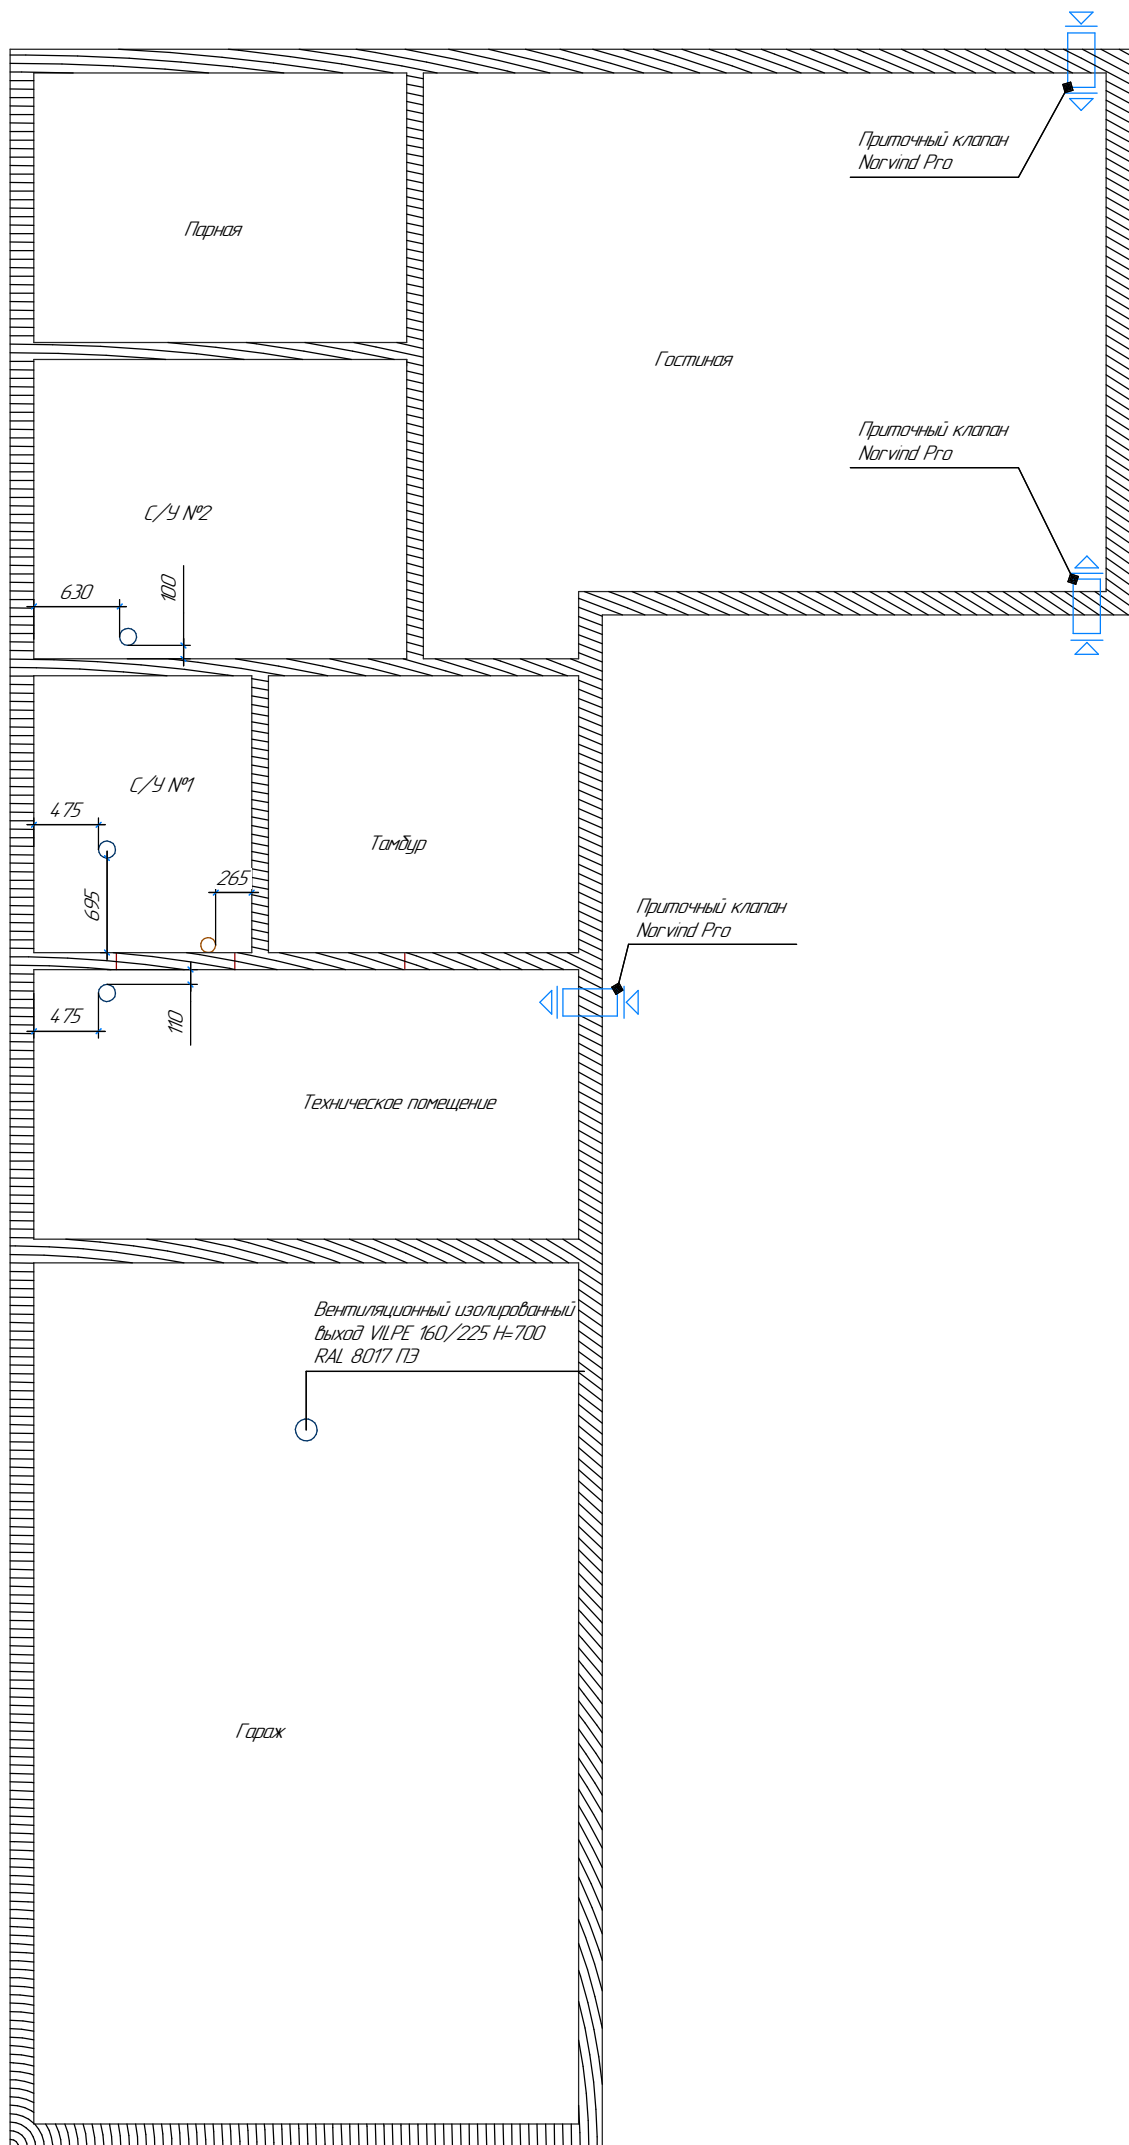 Приточный клапан
Norvind Pro
Парная
Гостиная
Приточный клапан
Norvind Pro
С/У №2
630
100
С/У №1
475
Тамбур
265
695
Приточный клапан
Norvind Pro
475
110
Техническое помещение
Вентиляционный изолированный
выход VILPE 160/225 H=700
RAL 8017 ПЭ
Гараж